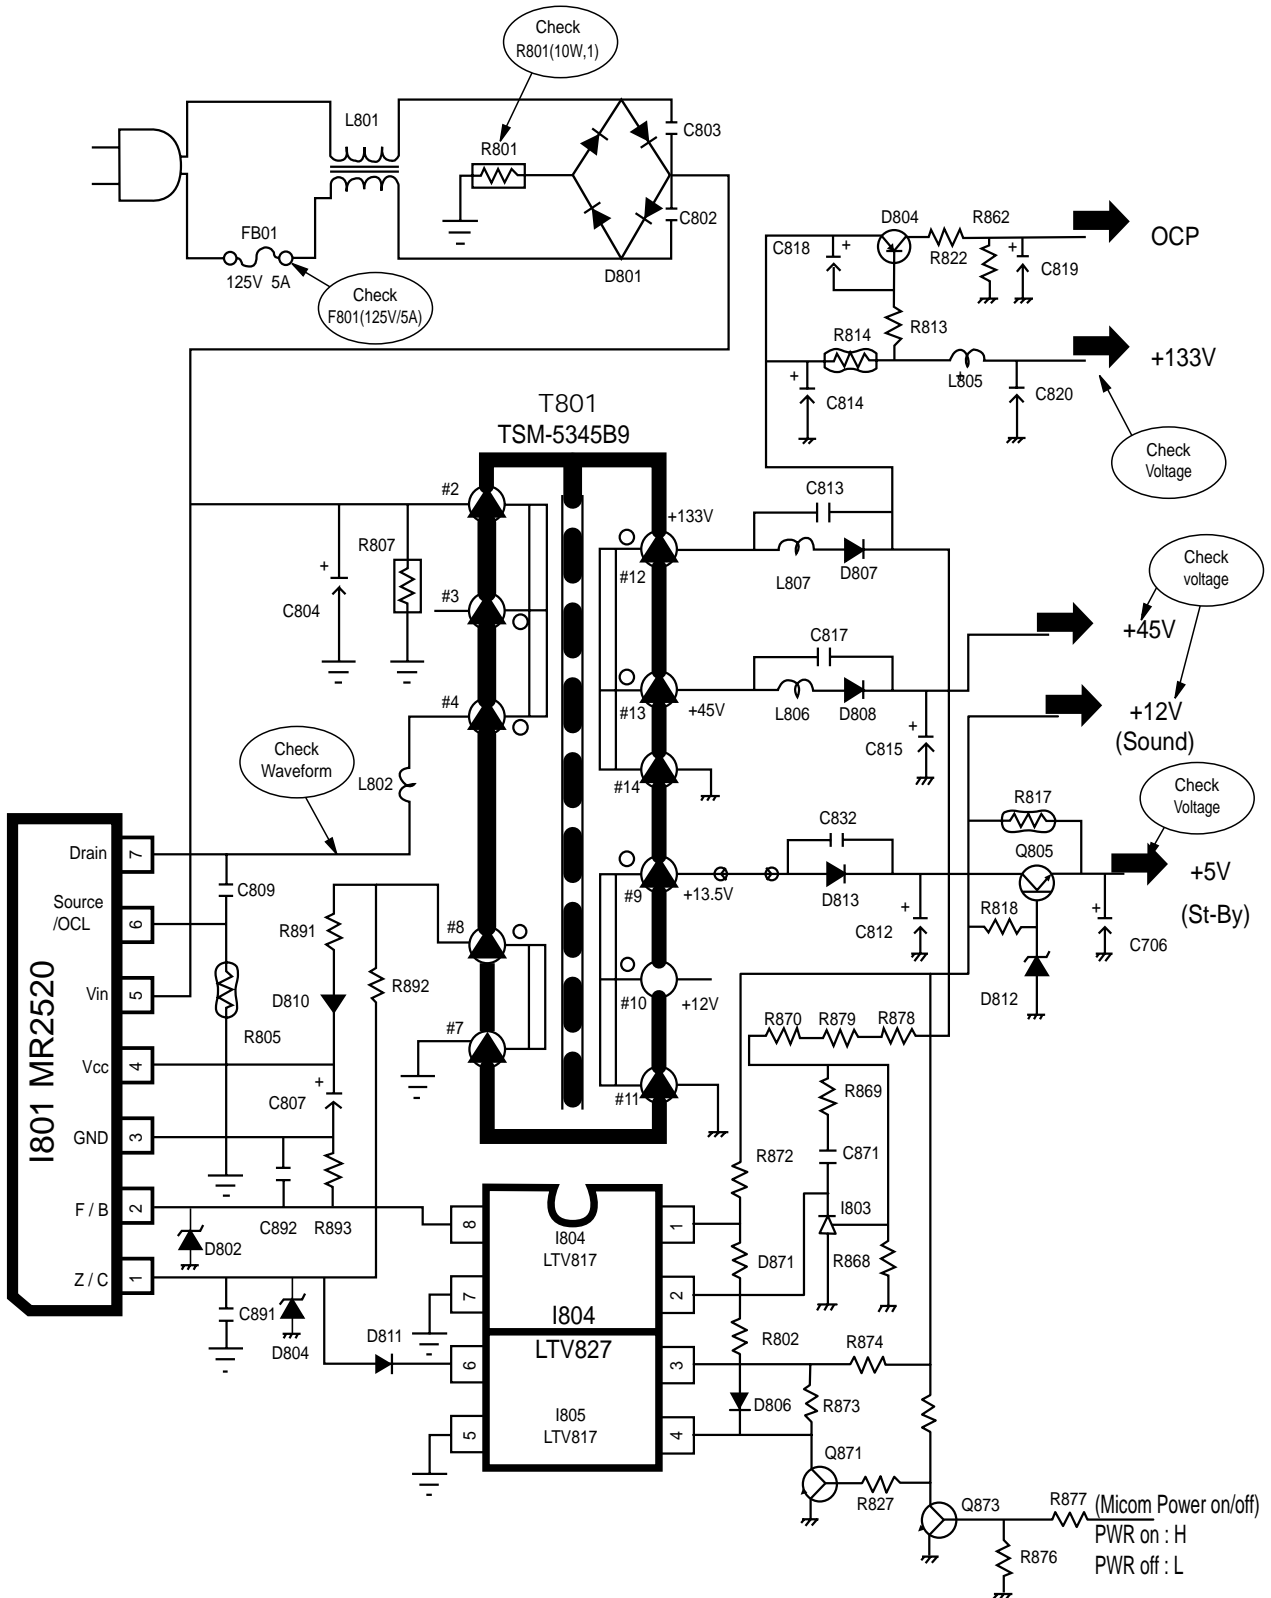 Check
R801(10W,1)
L801
R801
C803
C802
D801
FB01
125V 5A
Check
F801(125V/5A)
D804
R862
C818
R822
C819
OCP
R813
R814
L805
C814
C820
+
+133V
Check
Voltage
T801
TSM-5345B9
#2
+133V
C813
R807
#12
L807
D807
+
C804
#3
Check
voltage
+45V
C817
#4
#13
+45V
L806
D808
+12V
(Sound)
C815
Check
Waveform
L802
#14
R817
Check
Voltage
Drain
7
C809
C832
Q805
+5V
(St-By)
Source
/OCL
6
R891
#8
#9
+13.5V
D813
C812
R818
C706
Vin
5
D810
R892
#10
+12V
D812
I801 MR2520
R805
#7
R870
R879
R878
Vcc
4
C807
#11
R869
GND
3
R872
C871
F / B
2
C892
R893
D802
8
I804
LTV817
1
I803
D871
R868
Z / C
1
C891
D804
7
I804
2
D811
LTV827
R802
R874
6
3
D806
R873
I805
LTV817
5
4
Q871
R827
Q873
R877
(Micom Power on/off)
PWR on : H
R876
PWR off : L